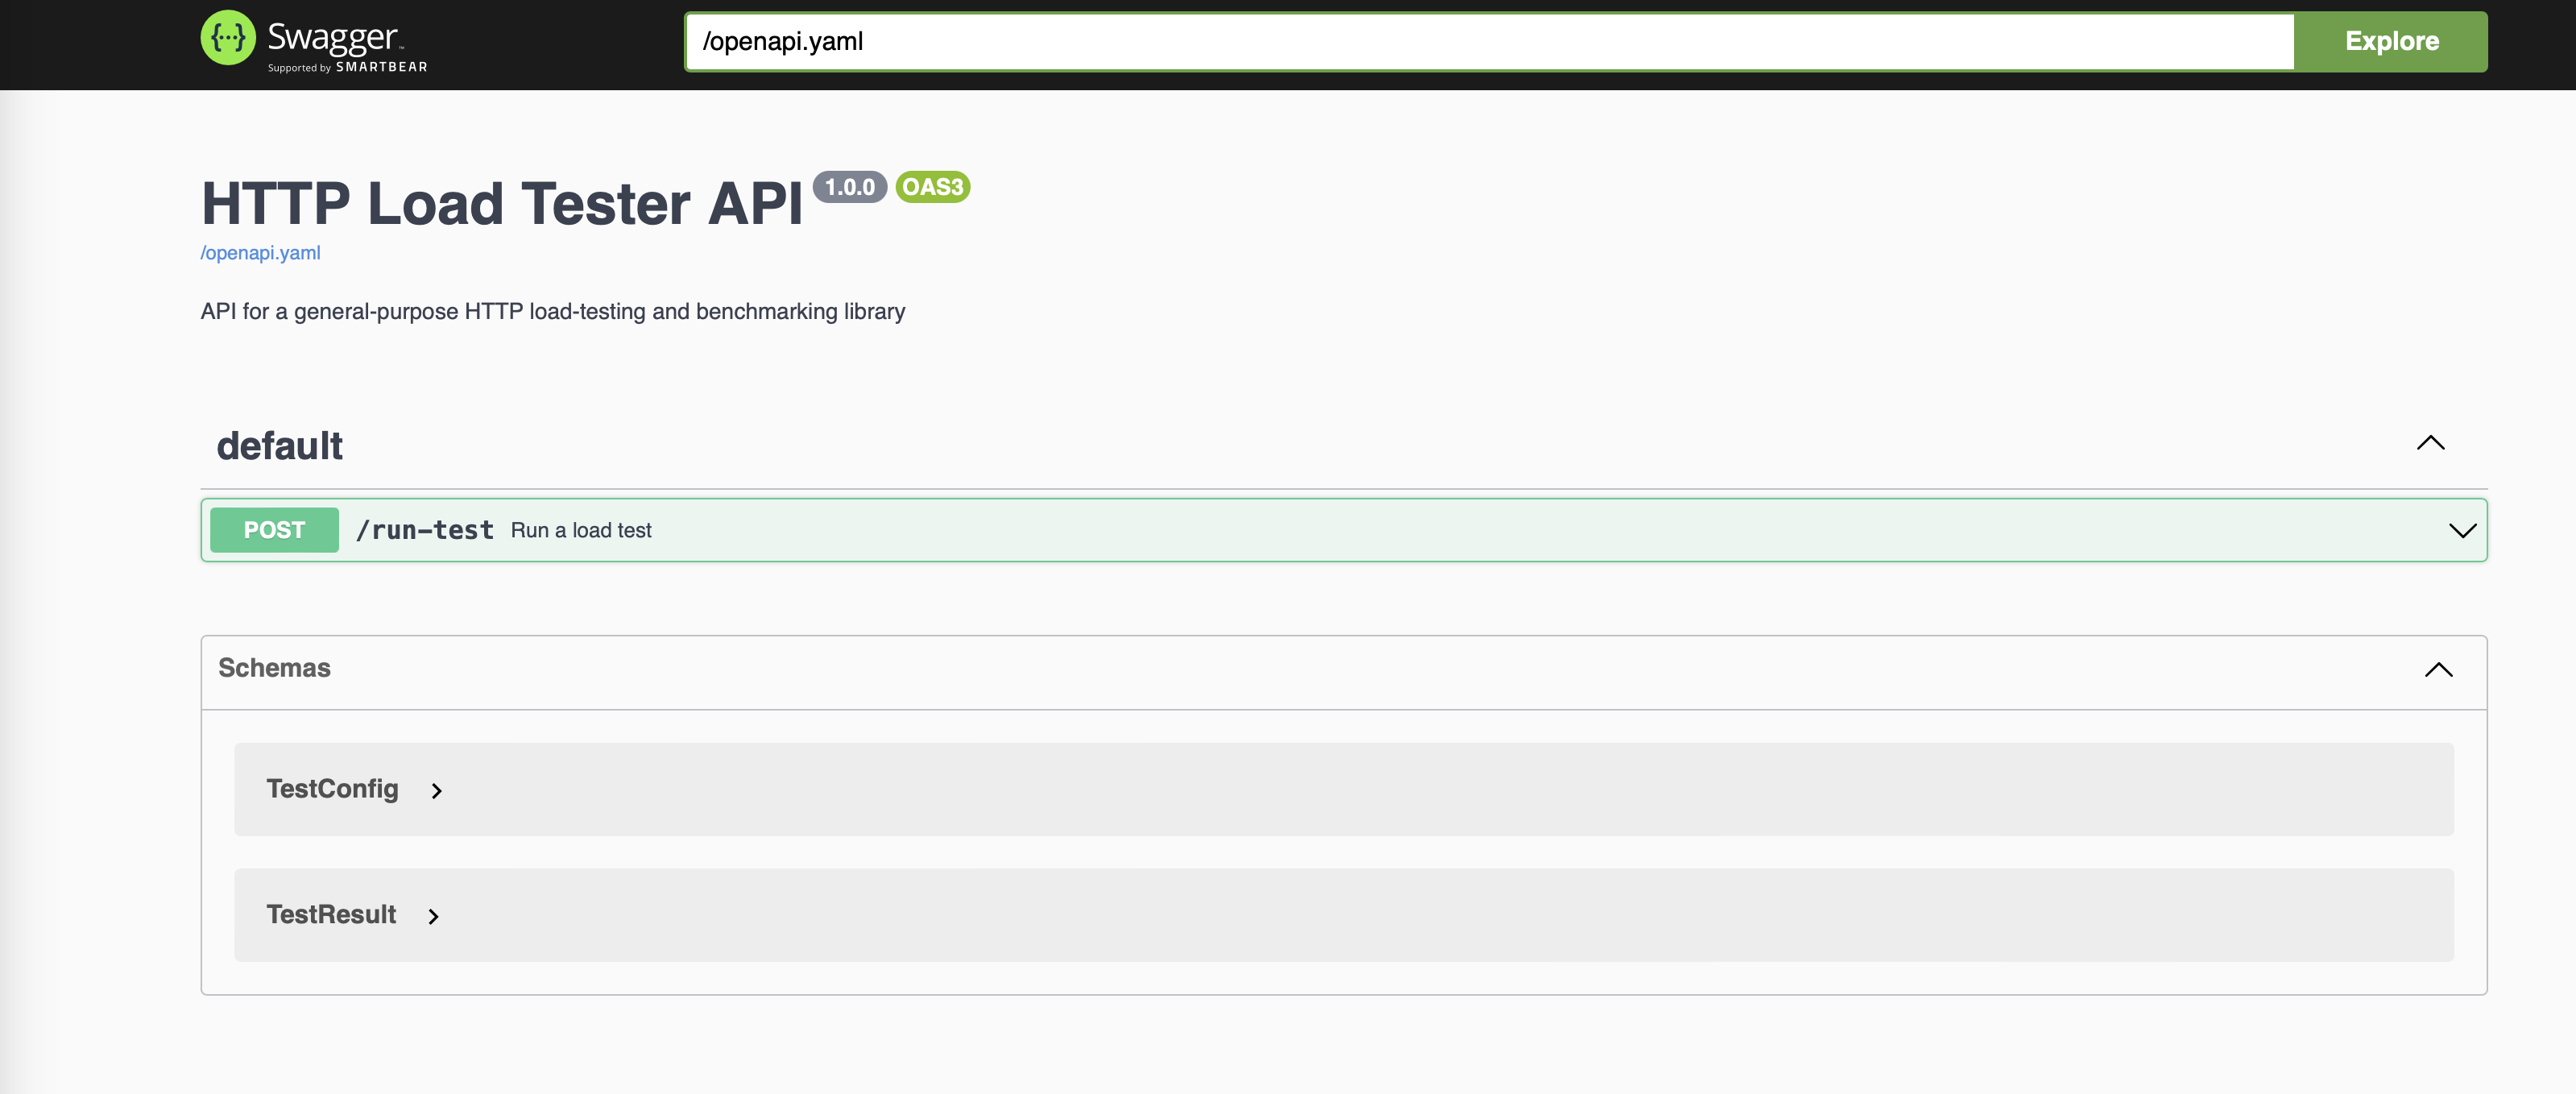 {···} Swagger™
Supported by SMARTBEAR
/openapi.yaml
Explore
HTTP Load Tester API 1.0.0 OAS3
/openapi.yaml
API for a general-purpose HTTP load-testing and benchmarking library
default
POST /run-test Run a load test
Schemas
TestConfig
TestResult